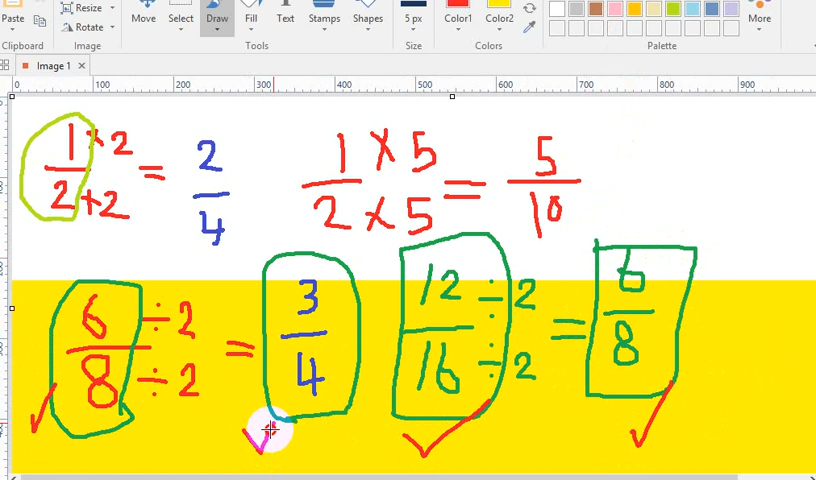 Paste
Resize
Rotate
Move
Select
Draw
Fill
Text
Stamps
Shapes
5 px
Color1
Color2
More
Clipboard
Image
Tools
Size
Colors
Palette
Image 1
0 100 200 300 400 500 600 700 800 900
1 × 2 = 2
2 + 2 4
1 × 5 = 5
2 × 5 10
6 ÷ 2 = 3
8 ÷ 2 4
12 ÷ 2 = 6
16 ÷ 2 8